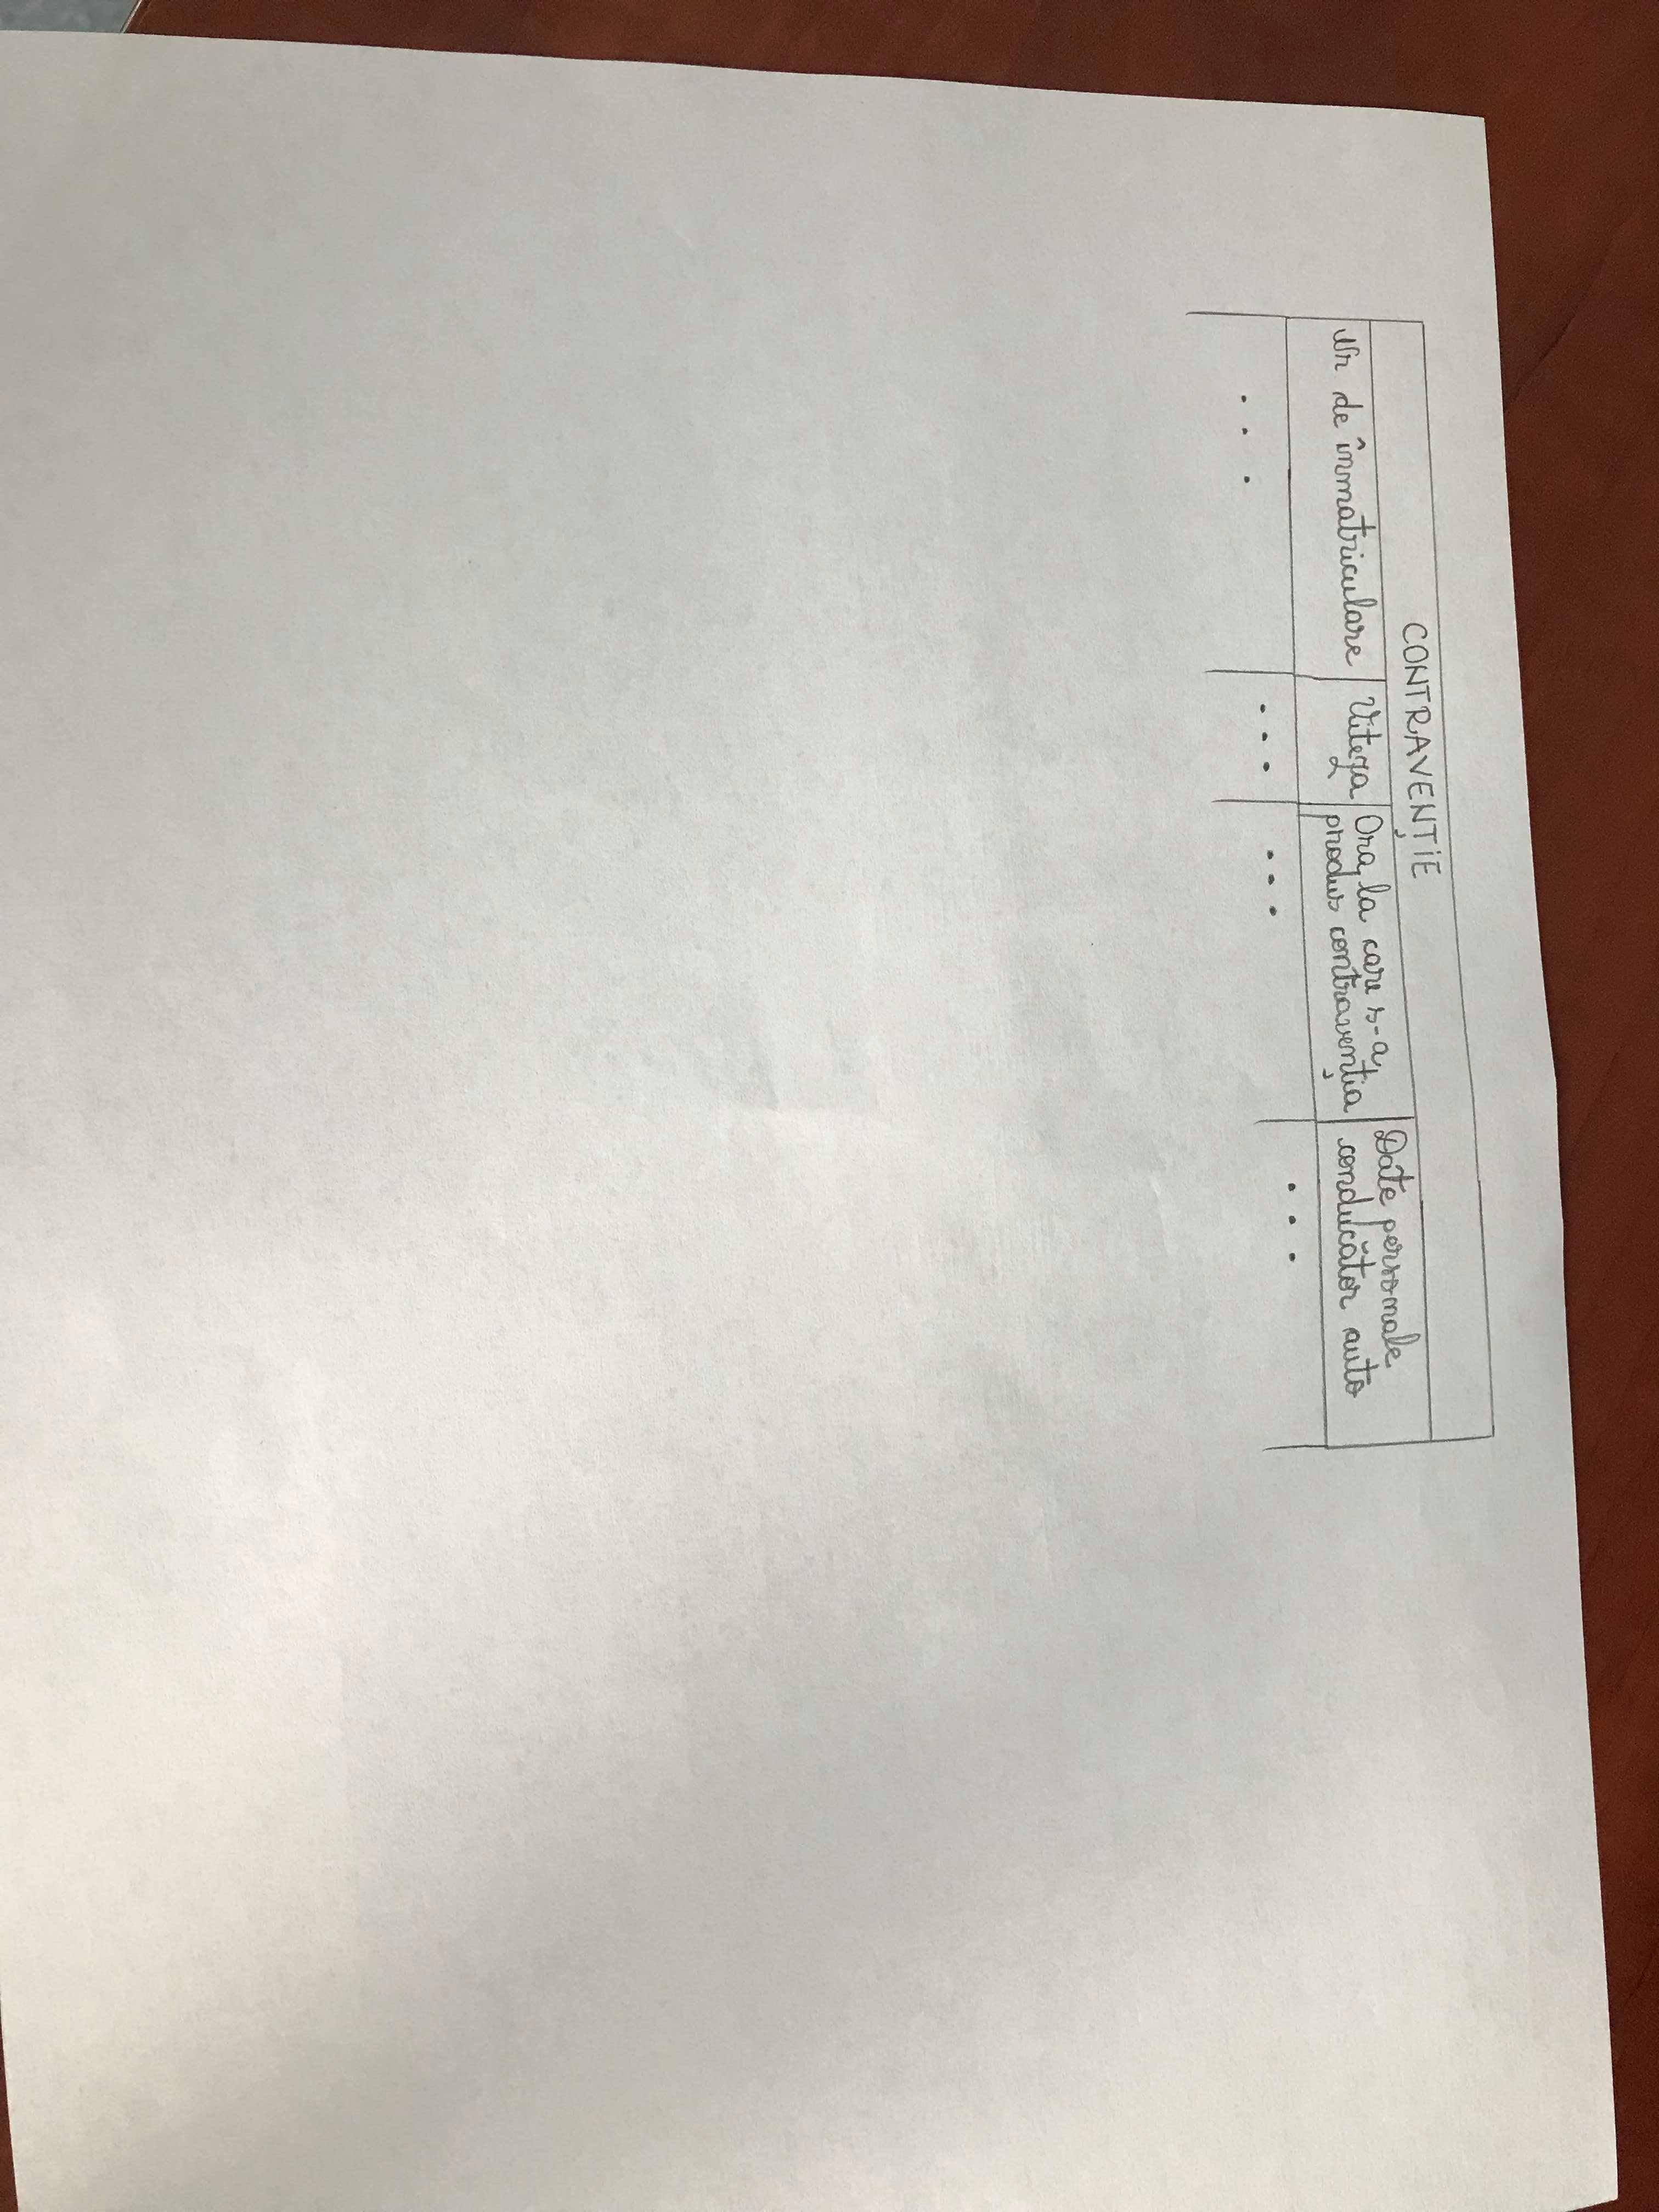 CONTRAVENȚIE
Nr de înmatriculare
Viteza
Ora la care s-a
produs contravenția
Date personale
conducător auto
. . .
. . .
. . .
. . .